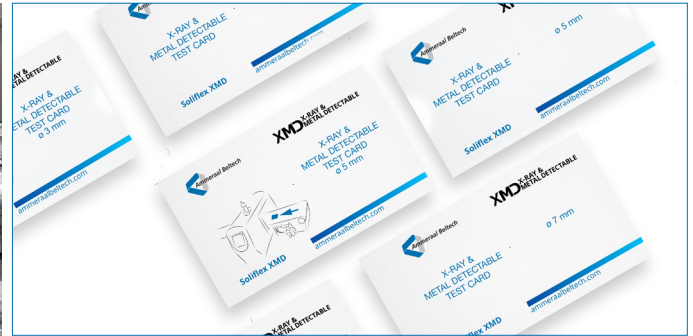 X-RAY &
METAL DETECTABLE
TEST CARD
ammeraalbeltech.com
Soliflex XMD
Ammeraal Beltech
ø 5 mm
X-RAY &
METAL DETECTABLE
TEST CARD
ammeraalbeltech.com
Soliflex XMD
X-RAY &
TEST CARD
ø 3 mm
ammeraalbeltech.com
Ammeraal Beltech
XMD X-RAY &
METAL DETECTABLE
X-RAY &
METAL DETECTABLE
TEST CARD
ø 5 mm
ammeraalbeltech.com
Soliflex XMD
Ammeraal Beltech
XMD X-RAY &
METAL DETECTABLE
ø 7 mm
X-RAY &
METAL DETECTABLE
TEST CARD
ammeraalbeltech.com
XMD
X-RAY &
METAL DETECTABLE